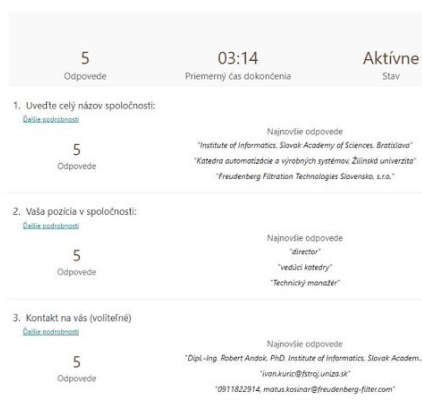 5 03:14 Aktívne
Odpovede Priemerný čas dokončenia Stav
1. Uveďte celý názov spoločnosti:
Ďalšie podrobnosti
Najnovšie odpovede
5
Odpovede
"Institute of Informatics, Slovak Academy of Sciences, Bratislava"
"Katedra automatizácie a výrobných systémov, Žilinská univerzita"
"Freudenberg Filtration Technologies Slovensko, s.r.o,"
2. Vaša pozícia v spoločnosti:
Ďalšie podrobnosti
Najnovšie odpovede
5
Odpovede
"director"
"vedúci katedry"
"Technický manažér"
3. Kontakt na vás (voliteľné)
Ďalšie podrobnosti
Najnovšie odpovede
5
Odpovede
"Dipl.-Ing. Robert Andok, PhD. Institute of Informatics, Slovak Academ...
"ivan.kuric@fstroj.uniza.sk"
"0911822914, matus.kosinar@freudenberg-filter.com"